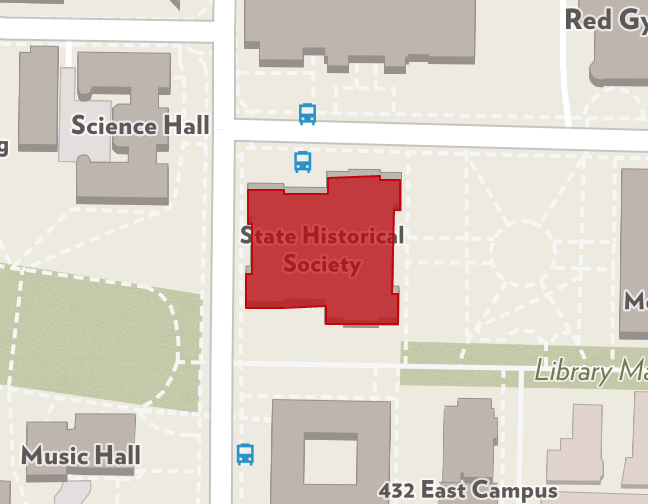 Red Gy
Science Hall
g
State Historical
Society
M
Library Ma
Music Hall
432 East Campus